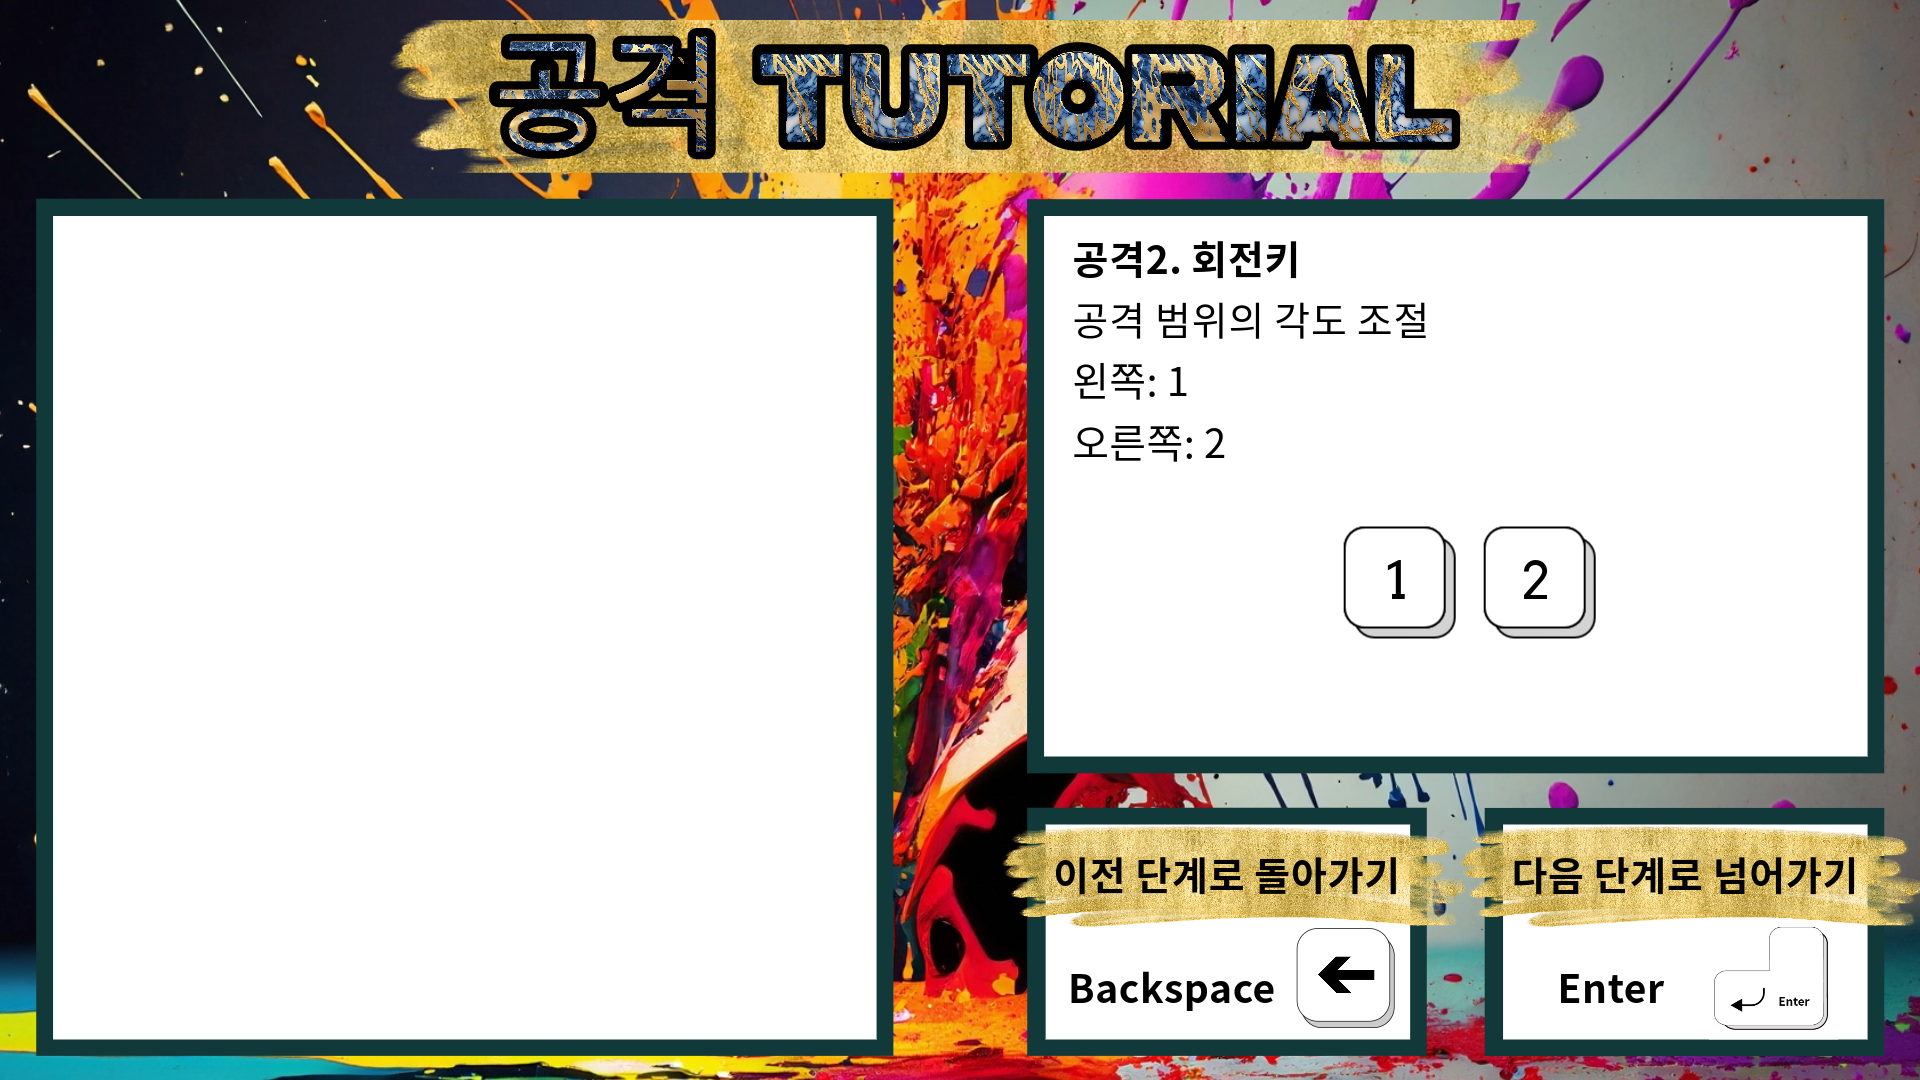 공격 TUTORIAL
공격2. 회전키
공격 범위의 각도 조절
왼쪽: 1
오른쪽: 2
1 2
이전 단계로 돌아가기
Backspace
다음 단계로 넘어가기
Enter
Enter